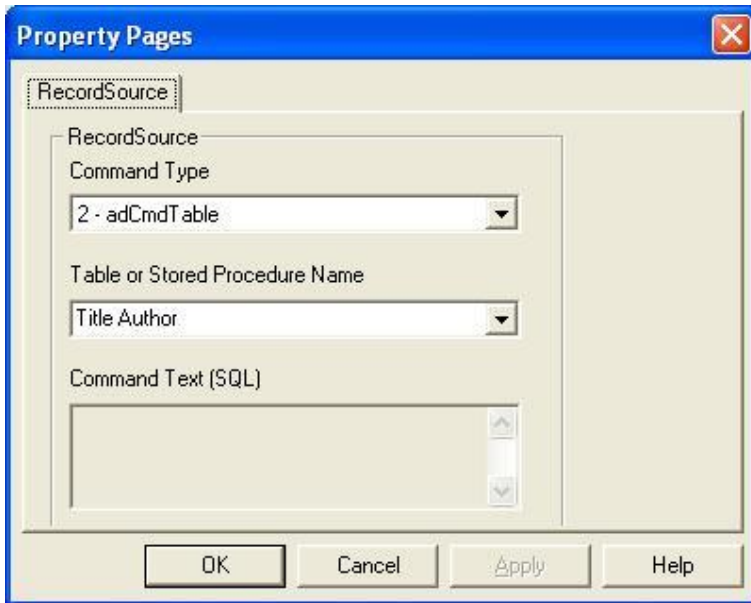 Property Pages
RecordSource
RecordSource
Command Type
2 - adCmdTable
Table or Stored Procedure Name
Title Author
Command Text (SQL)
OK Cancel Apply Help